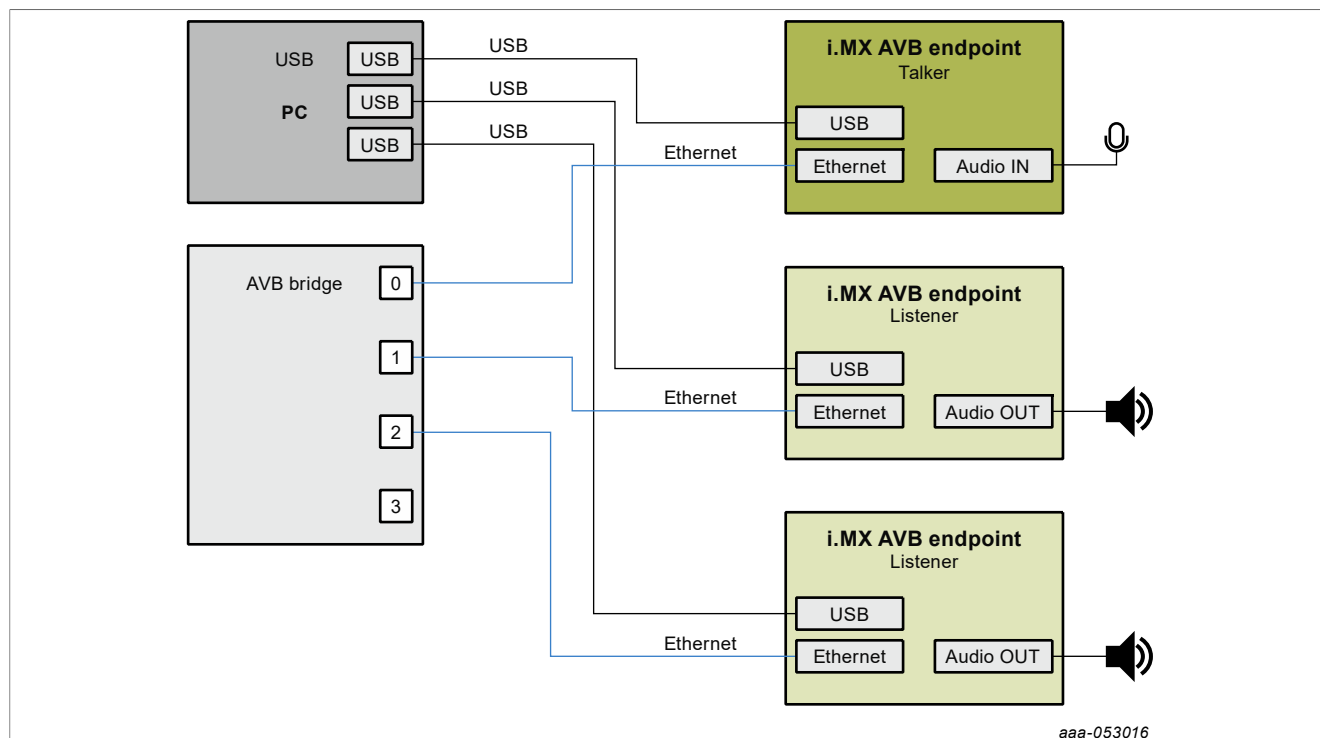 USB
PC
USB
USB
USB
USB
USB
USB
Ethernet
i.MX AVB endpoint
Talker
USB
Ethernet
Audio IN
AVB bridge
0
1
2
3
Ethernet
i.MX AVB endpoint
Listener
USB
Ethernet
Audio OUT
Ethernet
i.MX AVB endpoint
Listener
USB
Ethernet
Audio OUT
aaa-053016